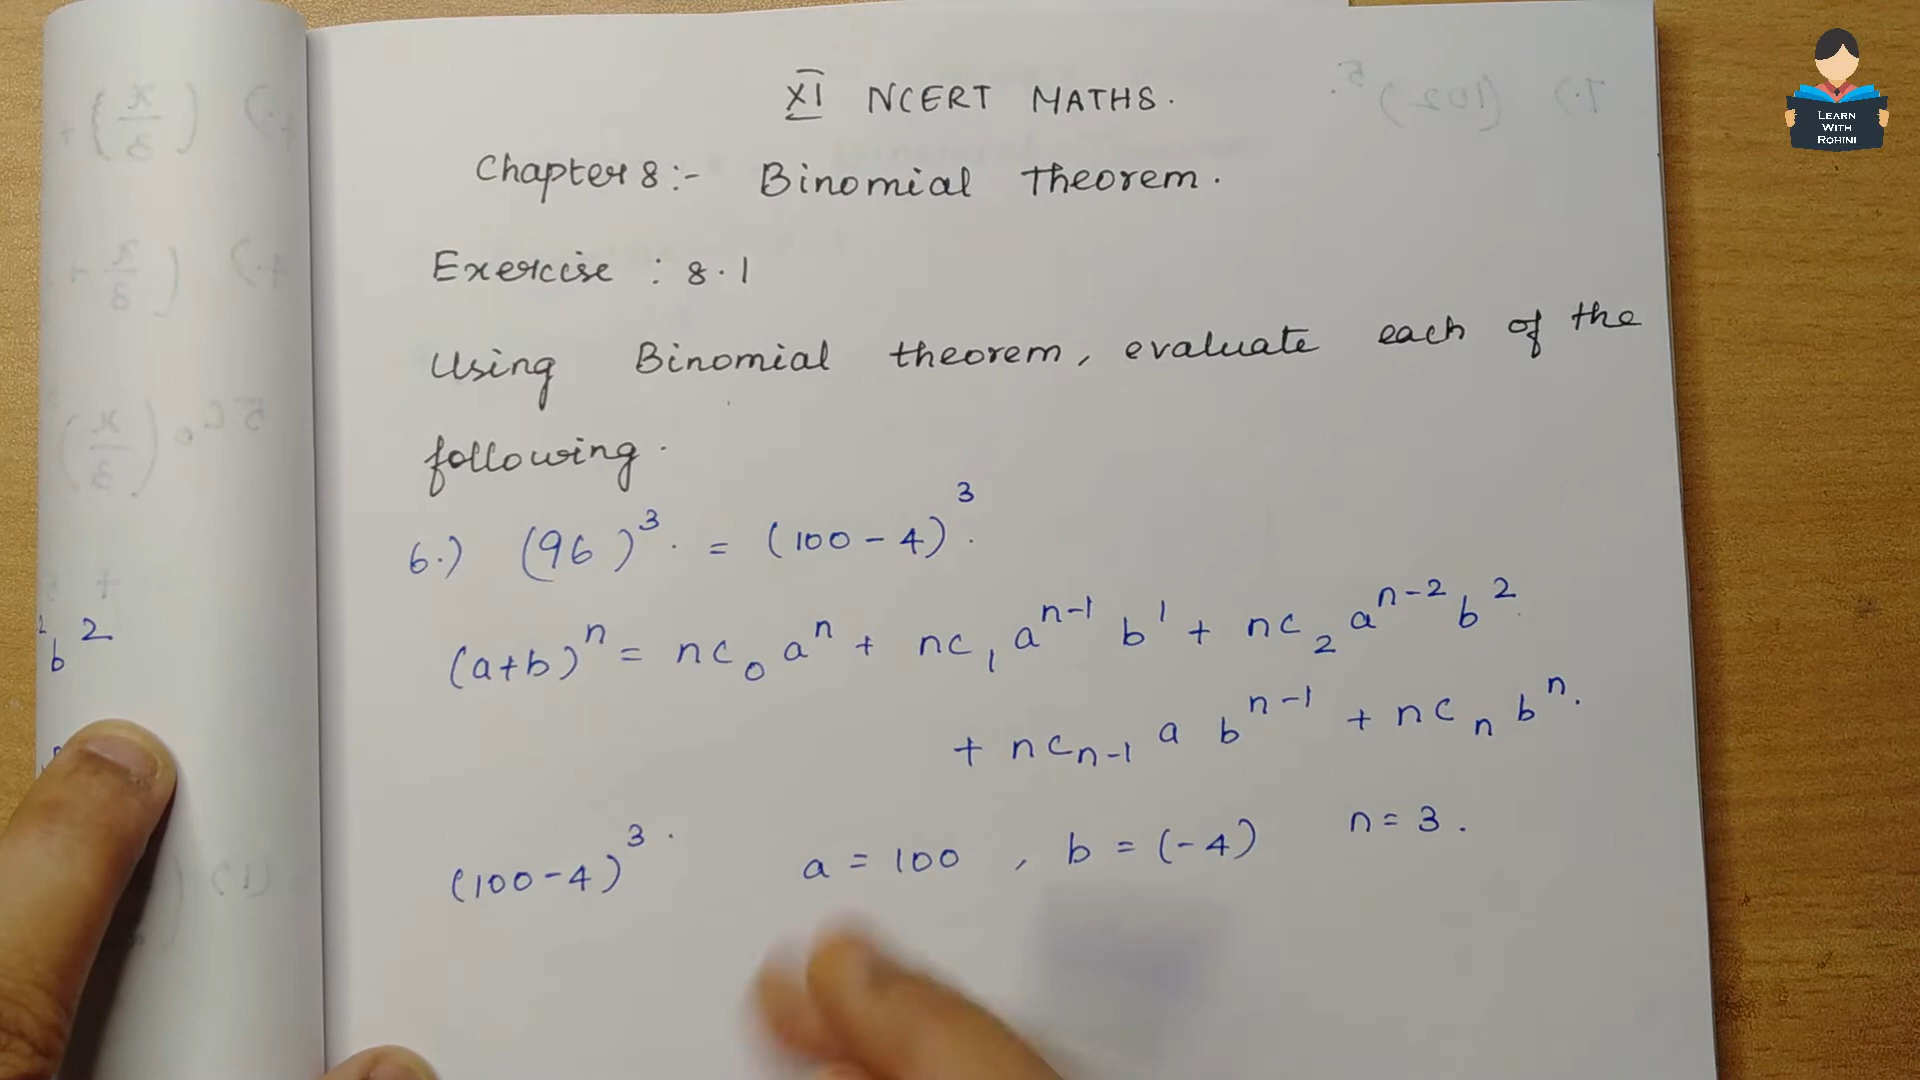 XI NCERT MATHS.
LEARN
WITH
ROHINI
Chapter 8:- Binomial Theorem.
Exercise : 8.1
Using Binomial theorem, evaluate each of the
following.
6.) (96)³. = (100-4)³.
(a+b)ⁿ = nc₀ aⁿ + nc₁ aⁿ⁻¹ b¹ + nc₂ aⁿ⁻² b².
+ ncₙ₋₁ a bⁿ⁻¹ + ncₙ bⁿ.
b²
(100-4)³. a = 100 , b = (-4) n = 3.